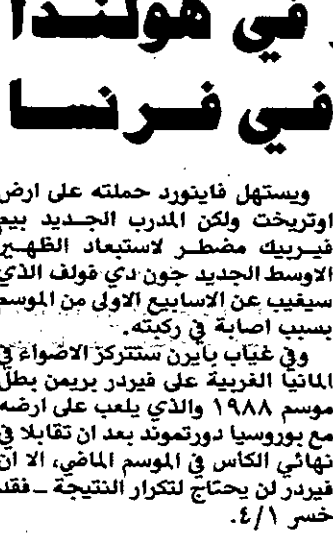 في هولندا
في فرنسا
ويستهل فاينورد حملته على ارض
اوتريخت ولكن المدرب الجديد بيم
فيربيك مضطر لاستبعاد الظهير
الاوسط الجديد جون دي فولف الذي
سيغيب عن الاسابيع الاولى من الموسم
بسبب اصابة في ركبته.
وفي غياب بايرن ستتركز الاضواء في
المانيا الغربية على فيردر بريمن بطل
موسم ١٩٨٨ والذي يلعب على ارضه
مع بوروسيا دورتموند بعد ان تقابلا في
نهائي الكأس في الموسم الماضي، الا ان
فيردر لن يحتاج لتكرار النتيجة ـ فقد
خسر ٤/١.